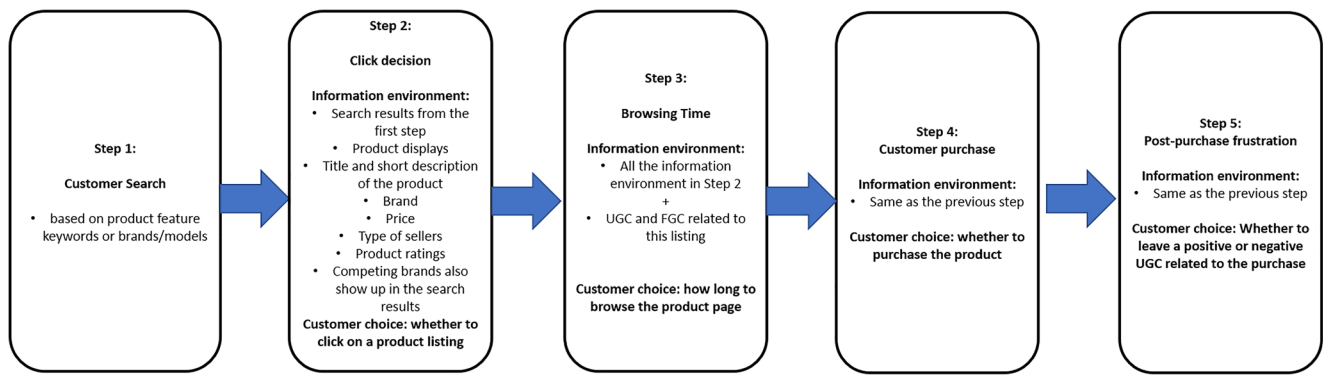 Step 1:
Customer Search
• based on product feature
keywords or brands/models
Step 2:
Click decision
Information environment:
• Search results from the
first step
• Product displays
• Title and short description
of the product
• Brand
• Price
• Type of sellers
• Product ratings
• Competing brands also
show up in the search
results
Customer choice: whether to
click on a product listing
Step 3:
Browsing Time
Information environment:
• All the information
environment in Step 2
+
• UGC and FGC related to
this listing
Customer choice: how long to
browse the product page
Step 4:
Customer purchase
Information environment:
• Same as the previous step
Customer choice: whether to
purchase the product
Step 5:
Post-purchase frustration
Information environment:
• Same as the previous step
Customer choice: Whether to
leave a positive or negative
UGC related to the purchase